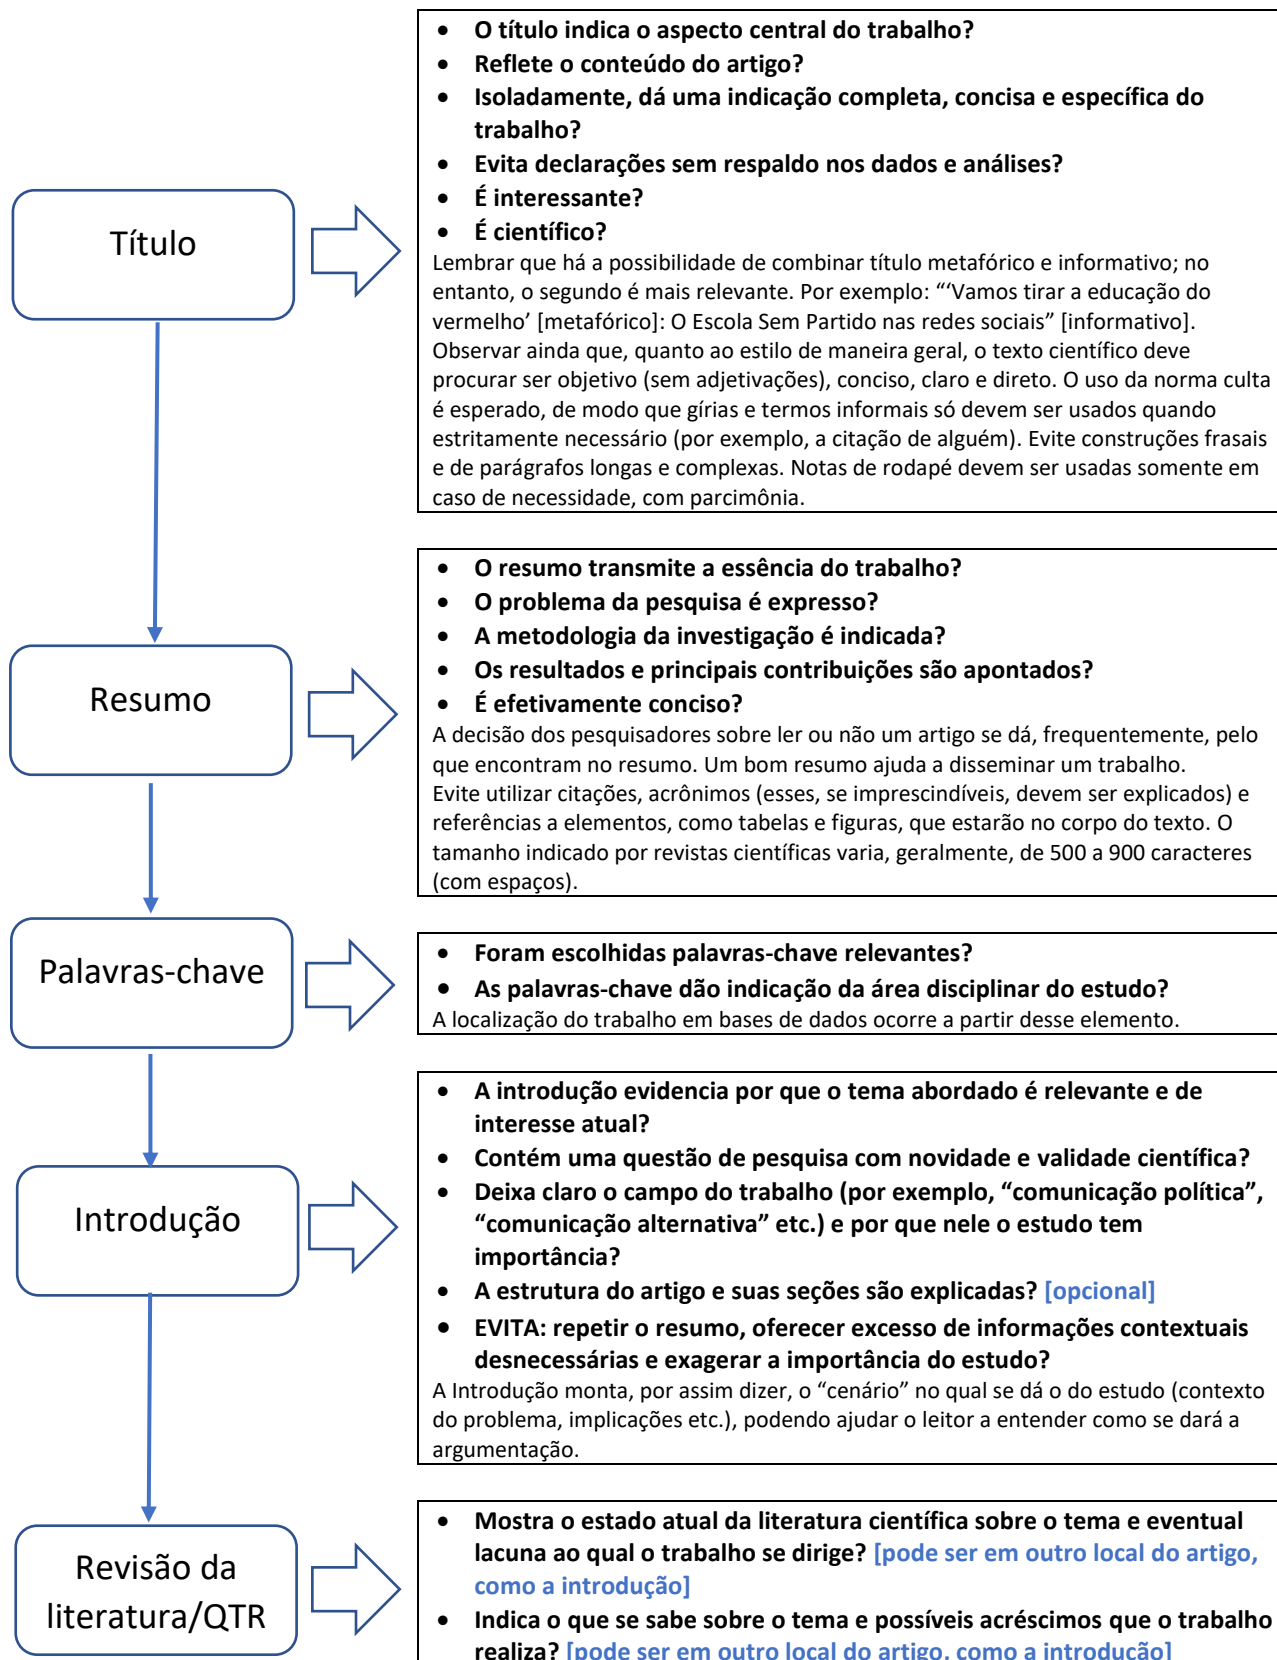 • O título indica o aspecto central do trabalho?
• Reflete o conteúdo do artigo?
• Isoladamente, dá uma indicação completa, concisa e específica do
trabalho?
• Evita declarações sem respaldo nos dados e análises?
• É interessante?
• É científico?
Título
Lembrar que há a possibilidade de combinar título metafórico e informativo; no
entanto, o segundo é mais relevante. Por exemplo: “‘Vamos tirar a educação do
vermelho’ [metafórico]: O Escola Sem Partido nas redes sociais” [informativo].
Observar ainda que, quanto ao estilo de maneira geral, o texto científico deve
procurar ser objetivo (sem adjetivações), conciso, claro e direto. O uso da norma culta
é esperado, de modo que gírias e termos informais só devem ser usados quando
estritamente necessário (por exemplo, a citação de alguém). Evite construções frasais
e de parágrafos longas e complexas. Notas de rodapé devem ser usadas somente em
caso de necessidade, com parcimônia.
• O resumo transmite a essência do trabalho?
• O problema da pesquisa é expresso?
• A metodologia da investigação é indicada?
• Os resultados e principais contribuições são apontados?
• É efetivamente conciso?
Resumo
A decisão dos pesquisadores sobre ler ou não um artigo se dá, frequentemente, pelo
que encontram no resumo. Um bom resumo ajuda a disseminar um trabalho.
Evite utilizar citações, acrônimos (esses, se imprescindíveis, devem ser explicados) e
referências a elementos, como tabelas e figuras, que estarão no corpo do texto. O
tamanho indicado por revistas científicas varia, geralmente, de 500 a 900 caracteres
(com espaços).
Palavras-chave
• Foram escolhidas palavras-chave relevantes?
• As palavras-chave dão indicação da área disciplinar do estudo?
A localização do trabalho em bases de dados ocorre a partir desse elemento.
Introdução
• A introdução evidencia por que o tema abordado é relevante e de
interesse atual?
• Contém uma questão de pesquisa com novidade e validade científica?
• Deixa claro o campo do trabalho (por exemplo, “comunicação política”,
“comunicação alternativa” etc.) e por que nele o estudo tem
importância?
• A estrutura do artigo e suas seções são explicadas? [opcional]
• EVITA: repetir o resumo, oferecer excesso de informações contextuais
desnecessárias e exagerar a importância do estudo?
A Introdução monta, por assim dizer, o “cenário” no qual se dá o do estudo (contexto
do problema, implicações etc.), podendo ajudar o leitor a entender como se dará a
argumentação.
Revisão da
literatura/QTR
• Mostra o estado atual da literatura científica sobre o tema e eventual
lacuna ao qual o trabalho se dirige? [pode ser em outro local do artigo,
como a introdução]
• Indica o que se sabe sobre o tema e possíveis acréscimos que o trabalho
realiza? [pode ser em outro local do artigo, como a introdução]